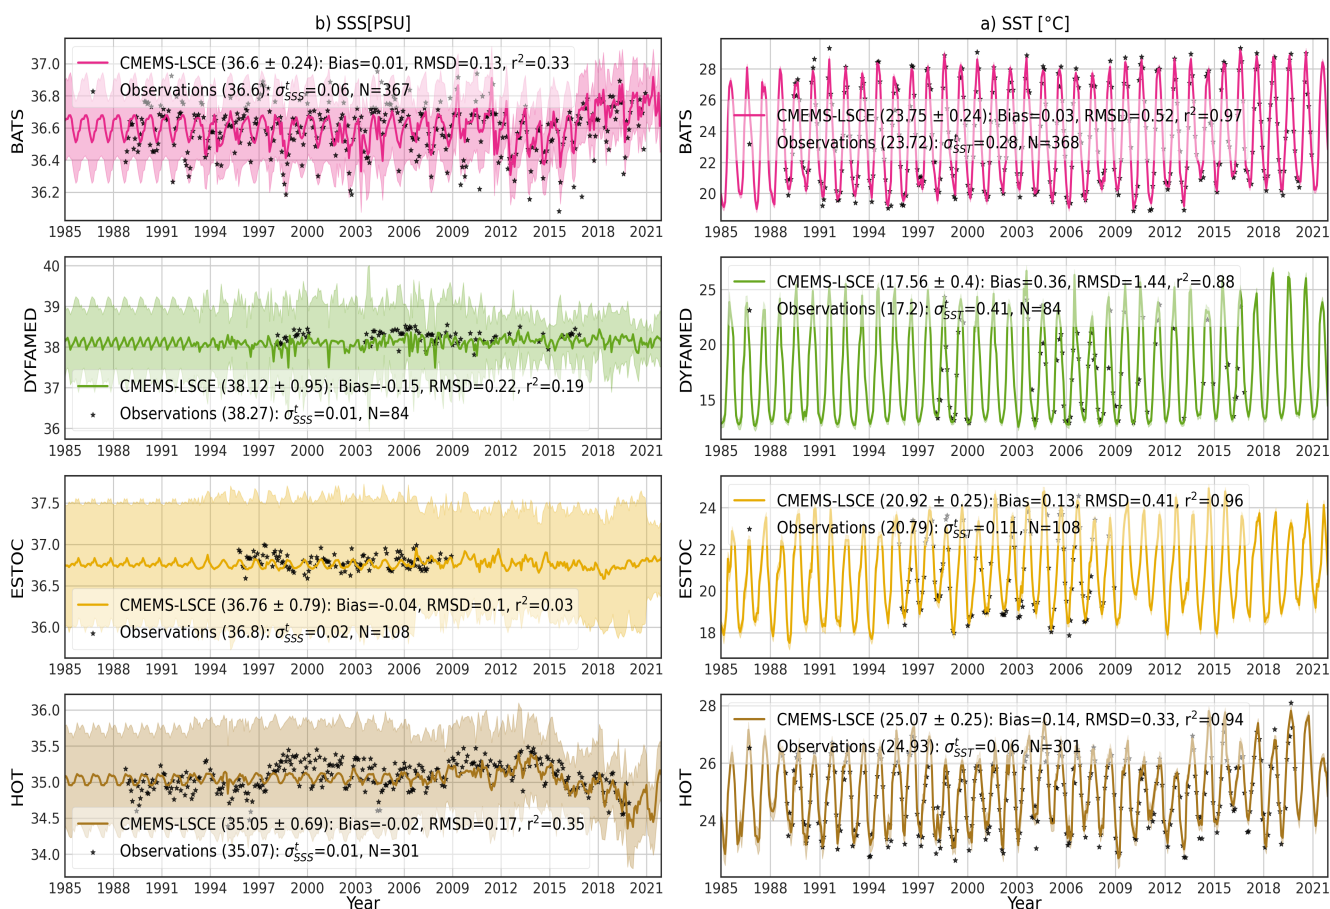 b) SSS[PSU]
CMEMS-LSCE (36.6 ± 0.24): Bias=0.01, RMSD=0.13, r²=0.33
Observations (36.6): σᵗSSS=0.06, N=367
BATS
37.0
36.8
36.6
36.4
36.2
1985 1988 1991 1994 1997 2000 2003 2006 2009 2012 2015 2018 2021
a) SST [°C]
CMEMS-LSCE (23.75 ± 0.24): Bias=0.03, RMSD=0.52, r²=0.97
Observations (23.72): σᵗSST=0.28, N=368
BATS
28
26
24
22
20
1985 1988 1991 1994 1997 2000 2003 2006 2009 2012 2015 2018 2021
CMEMS-LSCE (38.12 ± 0.95): Bias=-0.15, RMSD=0.22, r²=0.19
Observations (38.27): σᵗSSS=0.01, N=84
DYFAMED
40
39
38
37
36
1985 1988 1991 1994 1997 2000 2003 2006 2009 2012 2015 2018 2021
CMEMS-LSCE (17.56 ± 0.4): Bias=0.36, RMSD=1.44, r²=0.88
Observations (17.2): σᵗSST=0.41, N=84
DYFAMED
25
20
15
1985 1988 1991 1994 1997 2000 2003 2006 2009 2012 2015 2018 2021
CMEMS-LSCE (36.76 ± 0.79): Bias=-0.04, RMSD=0.1, r²=0.03
Observations (36.8): σᵗSSS=0.02, N=108
ESTOC
37.5
37.0
36.5
36.0
1985 1988 1991 1994 1997 2000 2003 2006 2009 2012 2015 2018 2021
CMEMS-LSCE (20.92 ± 0.25): Bias=0.13, RMSD=0.41, r²=0.96
Observations (20.79): σᵗSST=0.11, N=108
ESTOC
24
22
20
18
1985 1988 1991 1994 1997 2000 2003 2006 2009 2012 2015 2018 2021
CMEMS-LSCE (35.05 ± 0.69): Bias=-0.02, RMSD=0.17, r²=0.35
Observations (35.07): σᵗSSS=0.01, N=301
HOT
36.0
35.5
35.0
34.5
34.0
1985 1988 1991 1994 1997 2000 2003 2006 2009 2012 2015 2018 2021
Year
CMEMS-LSCE (25.07 ± 0.25): Bias=0.14, RMSD=0.33, r²=0.94
Observations (24.93): σᵗSST=0.06, N=301
HOT
28
26
24
1985 1988 1991 1994 1997 2000 2003 2006 2009 2012 2015 2018 2021
Year